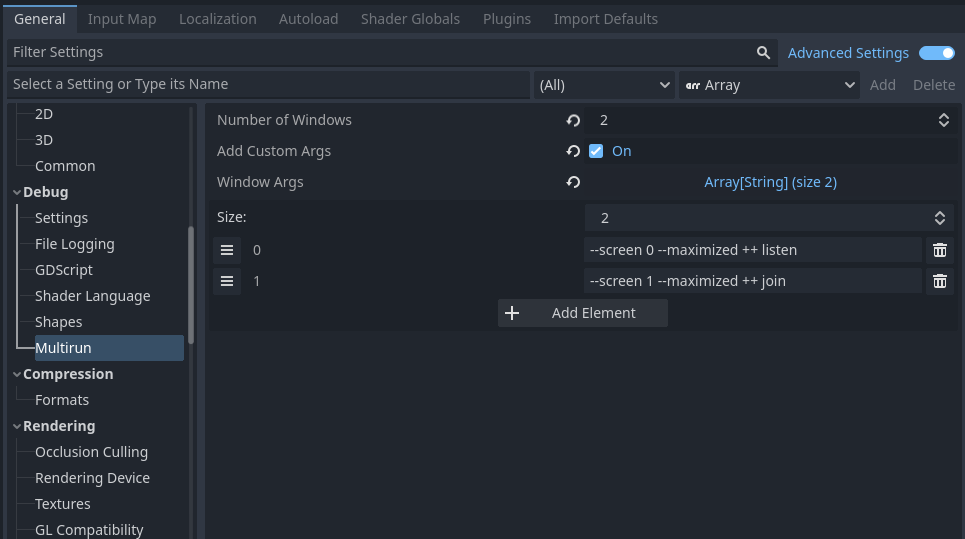 General Input Map Localization Autoload Shader Globals Plugins Import Defaults
Filter Settings Advanced Settings
Select a Setting or Type its Name (All) Array Add Delete
2D
3D
Common
Debug
Settings
File Logging
GDScript
Shader Language
Shapes
Multirun
Compression
Formats
Rendering
Occlusion Culling
Rendering Device
Textures
GL Compatibility
Number of Windows 2
Add Custom Args On
Window Args Array[String] (size 2)
Size: 2
0 --screen 0 --maximized ++ listen
1 --screen 1 --maximized ++ join
Add Element